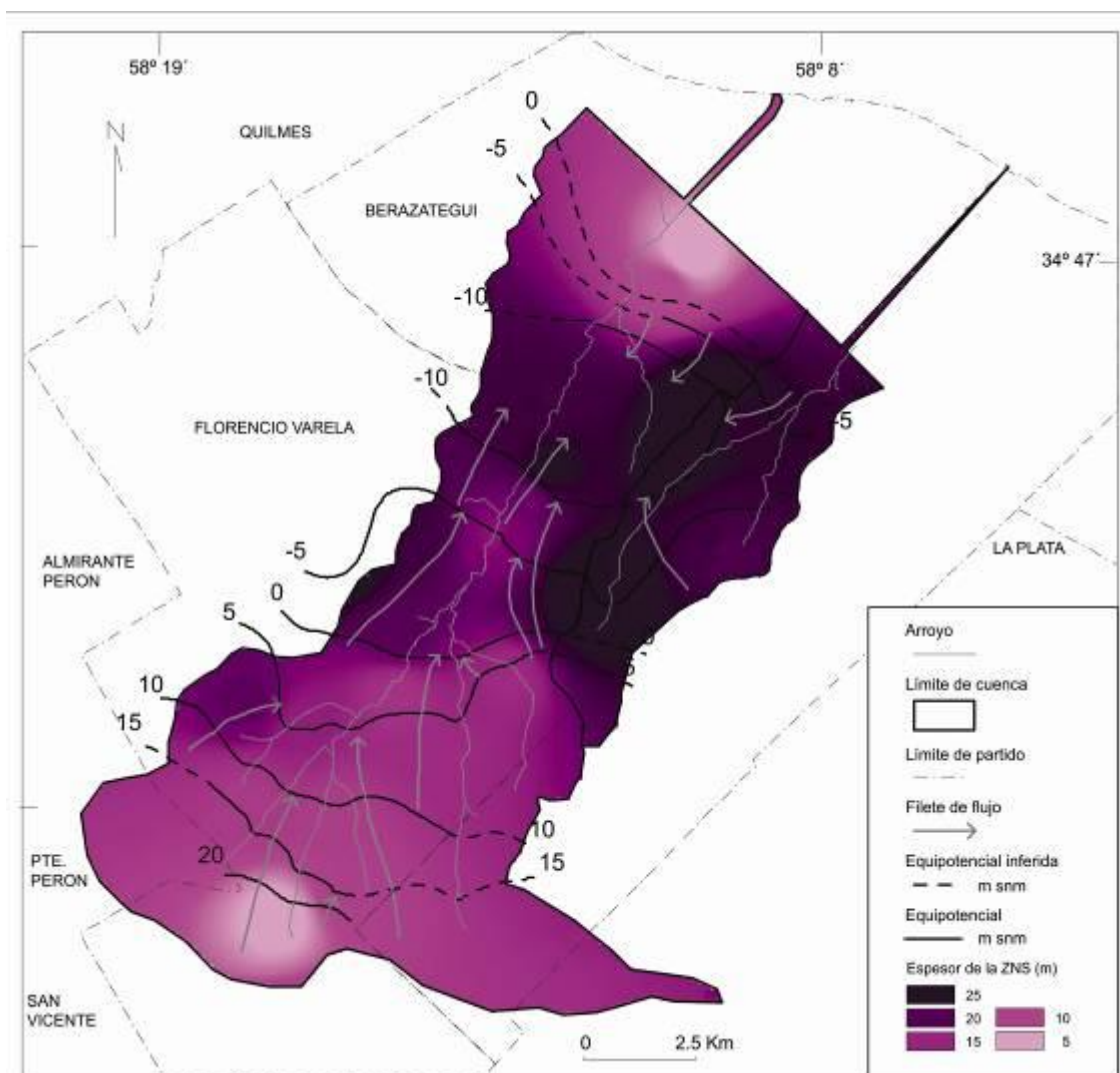 58º 19´
58º 8´
N
0
QUILMES
-5
BERAZATEGUI
34º 47´
-10
-10
FLORENCIO VARELA
-5
-5
LA PLATA
ALMIRANTE
PERON
0
5
10
15
10
15
20
PTE.
PERON
SAN
VICENTE
0 2.5 Km
Arroyo
Límite de cuenca
Límite de partido
Filete de flujo
Equipotencial inferida
m snm
Equipotencial
m snm
Espesor de la ZNS (m)
25
20 10
15 5